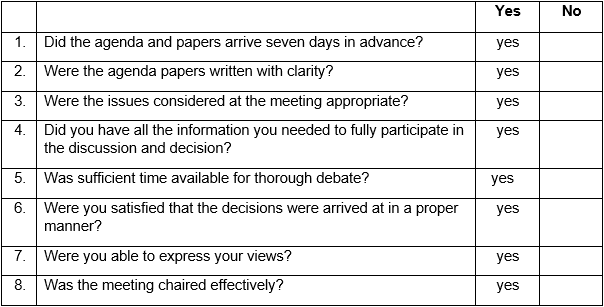 Yes No
1. Did the agenda and papers arrive seven days in advance? yes
2. Were the agenda papers written with clarity? yes
3. Were the issues considered at the meeting appropriate? yes
4. Did you have all the information you needed to fully participate in yes
the discussion and decision?
5. Was sufficient time available for thorough debate? yes
6. Were you satisfied that the decisions were arrived at in a proper yes
manner?
7. Were you able to express your views? yes
8. Was the meeting chaired effectively? yes